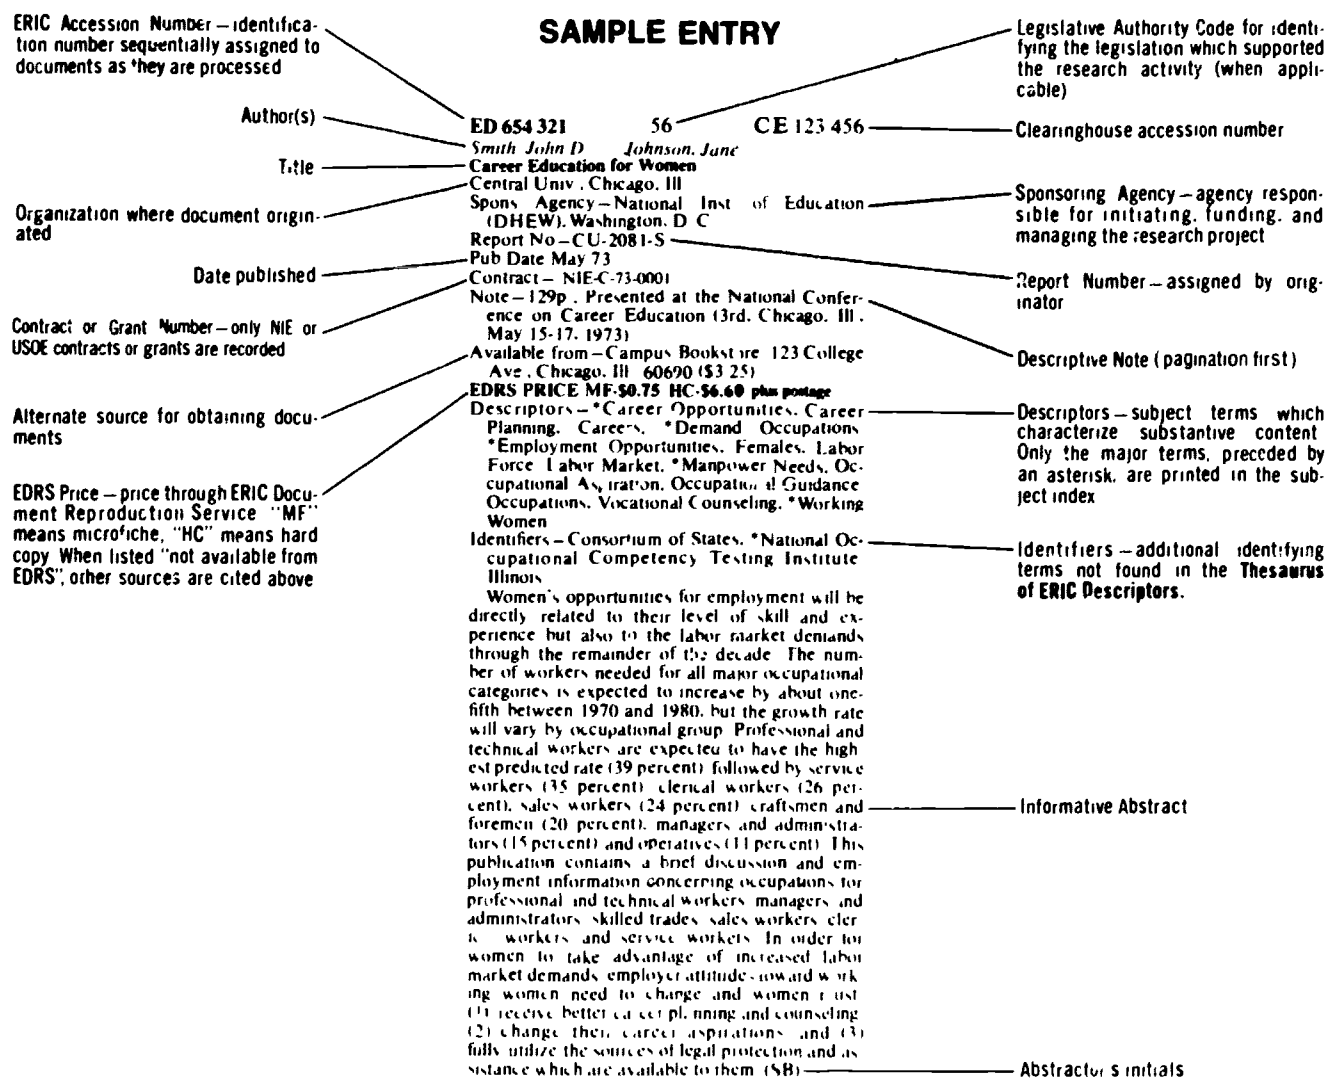 SAMPLE ENTRY
ERIC Accession Number – identifica-
tion number sequentially assigned to
documents as they are processed
Author(s)
Title
Organization where document origin-
ated
Date published
Contract or Grant Number – only NIE or
USOE contracts or grants are recorded
Alternate source for obtaining docu-
ments
EDRS Price – price through ERIC Docu-
ment Reproduction Service "MF"
means microfiche, "HC" means hard
copy When listed "not available from
EDRS", other sources are cited above
ED 654 321 56 CE 123 456
Smith John D Johnson, Jane
Career Education for Women
Central Univ , Chicago, Ill
Spons Agency – National Inst of Education
(DHEW), Washington, D C
Report No – CU-2081-S
Pub Date May 73
Contract – NIE-C-73-0001
Note – 129p , Presented at the National Confer-
ence on Career Education (3rd, Chicago, Ill ,
May 15-17, 1973)
Available from – Campus Bookstore 123 College
Ave , Chicago, Ill 60690 ($3 25)
EDRS PRICE MF-$0.75 HC-$6.60 plus postage
Descriptors – *Career Opportunities, Career
Planning, Careers, *Demand Occupations
*Employment Opportunities, Females, Labor
Force Labor Market, *Manpower Needs, Oc-
cupational Aspiration, Occupational Guidance
Occupations, Vocational Counseling, *Working
Women
Identifiers – Consortium of States, *National Oc-
cupational Competency Testing Institute
Illinois
Women's opportunities for employment will be
directly related to their level of skill and ex-
perience but also to the labor market demands
through the remainder of the decade The num-
ber of workers needed for all major occupational
categories is expected to increase by about one-
fifth between 1970 and 1980, but the growth rate
will vary by occupational group Professional and
technical workers are expected to have the high
est predicted rate (39 percent) followed by service
workers (35 percent) clerical workers (26 per-
cent), sales workers (24 percent) craftsmen and
foremen (20 percent), managers and administra-
tors (15 percent) and operatives (11 percent) This
publication contains a brief discussion and em-
ployment information concerning occupations for
professional and technical workers managers and
administrators skilled trades sales workers cler
workers and service workers In order for
women to take advantage of increased labor
market demands employer attitudes toward work
ing women need to change and women must
(1) receive better career planning and counseling
(2) change their career aspirations and (3)
fully utilize the sources of legal protection and as
sistance which are available to them (SB)
Legislative Authority Code for identi-
fying the legislation which supported
the research activity (when appli-
cable)
Clearinghouse accession number
Sponsoring Agency – agency respon-
sible for initiating, funding, and
managing the research project
Report Number – assigned by orig-
inator
Descriptive Note (pagination first)
Descriptors – subject terms which
characterize substantive content
Only the major terms, preceded by
an asterisk, are printed in the sub-
ject index
Identifiers – additional identifying
terms not found in the Thesaurus
of ERIC Descriptors.
Informative Abstract
Abstractor s initials